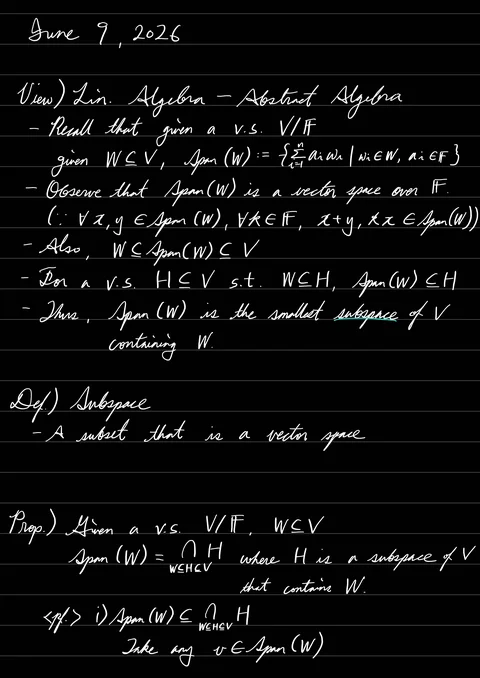 June 9, 2026
View) Lin. Algebra — Abstract Algebra
- Recall that given a v.s. V/𝔽
given W⊆V, Span(W) := {∑ⁿᵢ₌₁ aᵢwᵢ | wᵢ∈W, aᵢ∈𝔽}
- Observe that Span(W) is a vector space over 𝔽.
(∵ ∀x,y ∈ Span(W), ∀k∈𝔽, x+y, kx ∈ Span(W))
- Also, W⊆Span(W)⊆V
- For a v.s. H⊆V s.t. W⊆H, Span(W)⊆H
- Thus, Span(W) is the smallest subspace of V
containing W.
Def.) Subspace
- A subset that is a vector space
Prop.) Given a v.s. V/𝔽, W⊆V
Span(W) = ⋂ H where H is a subspace of V
W⊆H⊆V
that contains W.
<pf.> i) Span(W) ⊆ ⋂ H
W⊆H⊆V
Take any v∈Span(W)